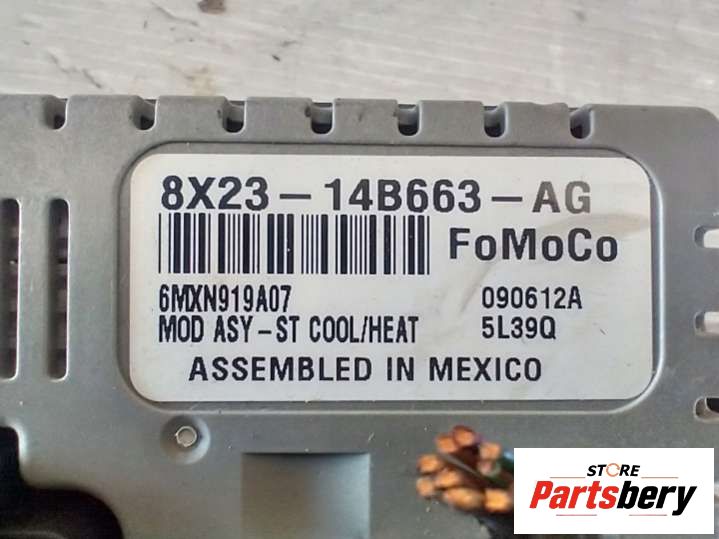 8X23-14B663-AG
FoMoCo
6MXN919A07 090612A
MOD ASY-ST COOL/HEAT 5L39Q
ASSEMBLED IN MEXICO
STORE
Partsbery